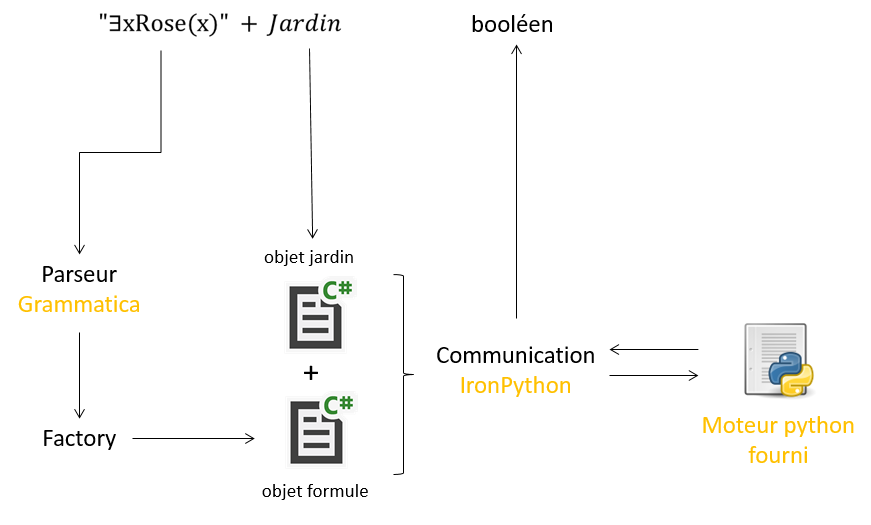 "∃xRose(x)" + Jardin
booléen
objet jardin
Parseur
Grammatica
C#
+
Communication
IronPython
C#
Factory
objet formule
Moteur python
fourni